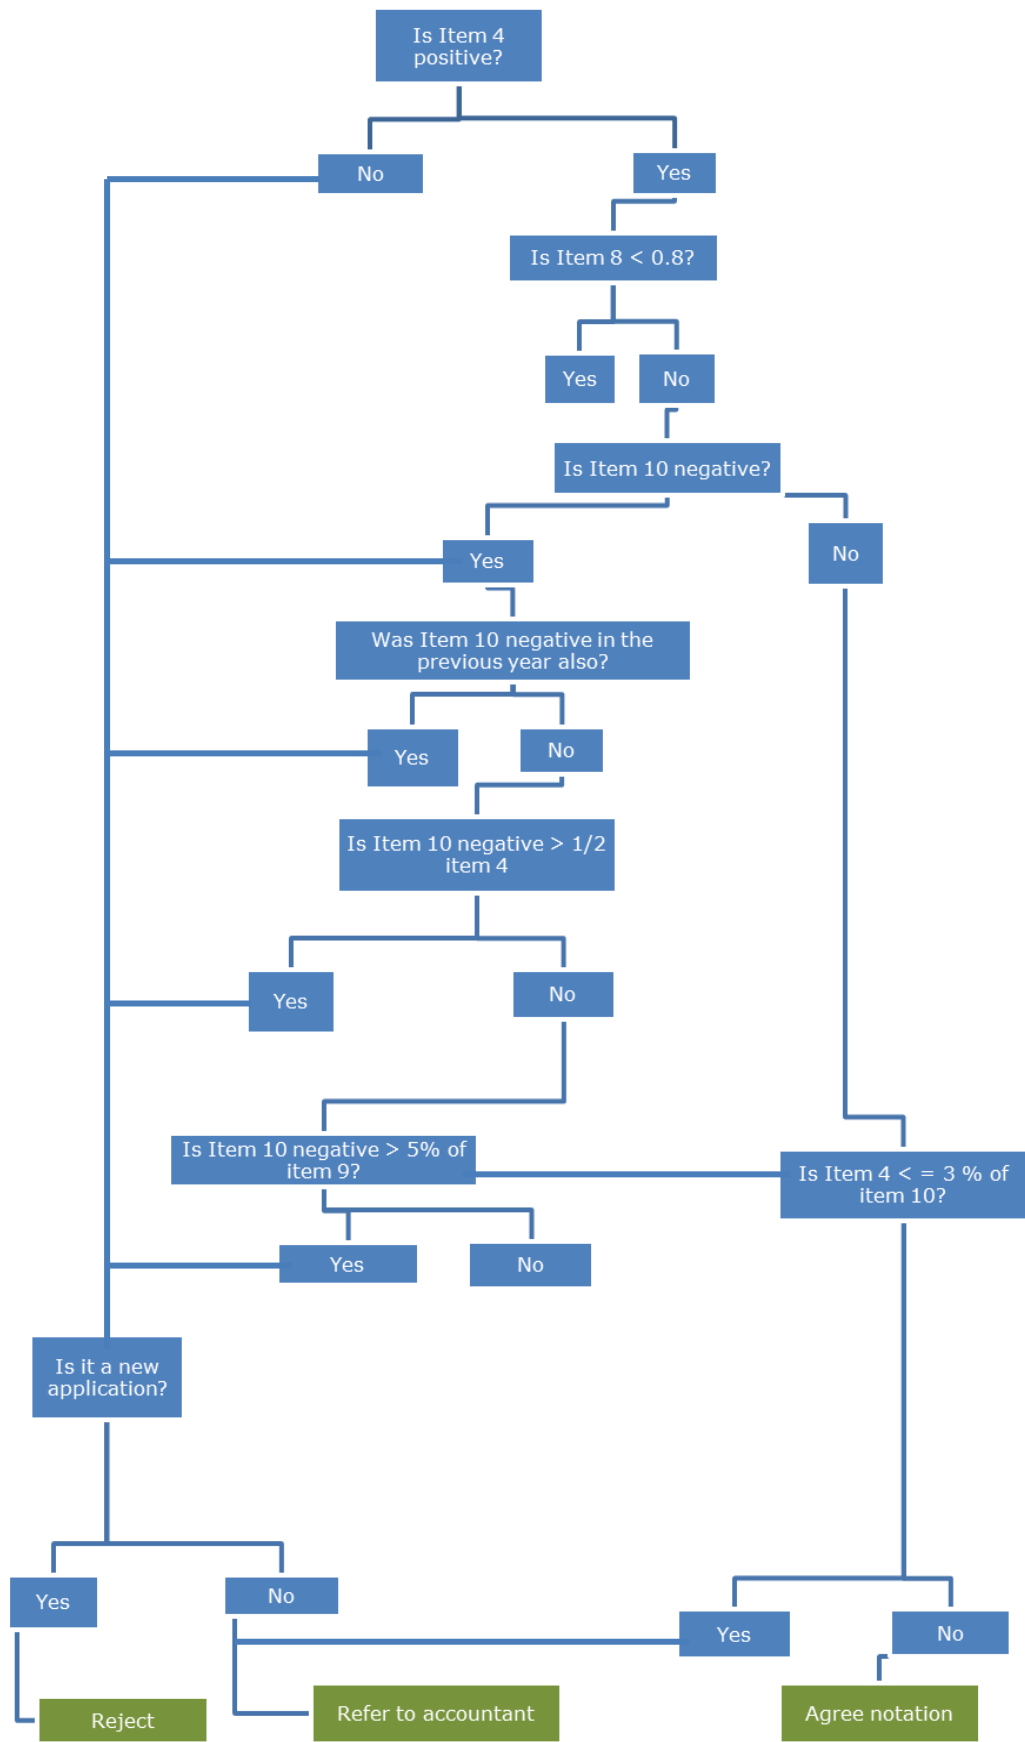 Is Item 4
positive?
No
Yes
Is Item 8 < 0.8?
Yes
No
Is Item 10 negative?
Yes
No
Was Item 10 negative in the
previous year also?
Yes
No
Is Item 10 negative > 1/2
item 4
Yes
No
Is Item 10 negative > 5% of
item 9?
Is Item 4 < = 3 % of
item 10?
Yes
No
Is it a new
application?
Yes
No
Yes
No
Reject
Refer to accountant
Agree notation